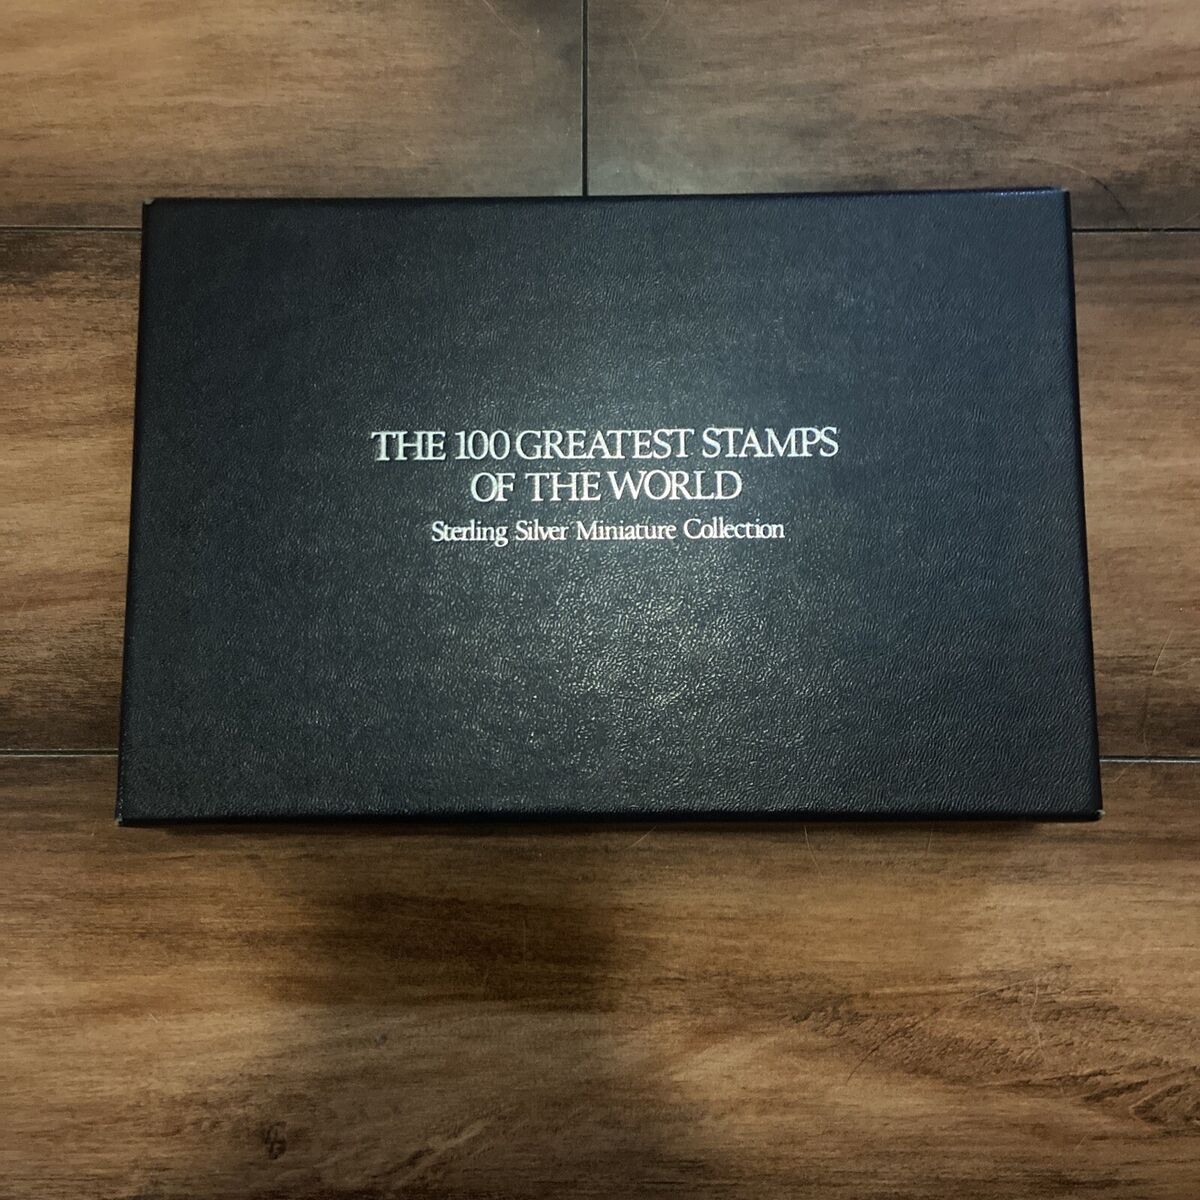 THE 100 GREATEST STAMPS
OF THE WORLD
Sterling Silver Miniature Collection